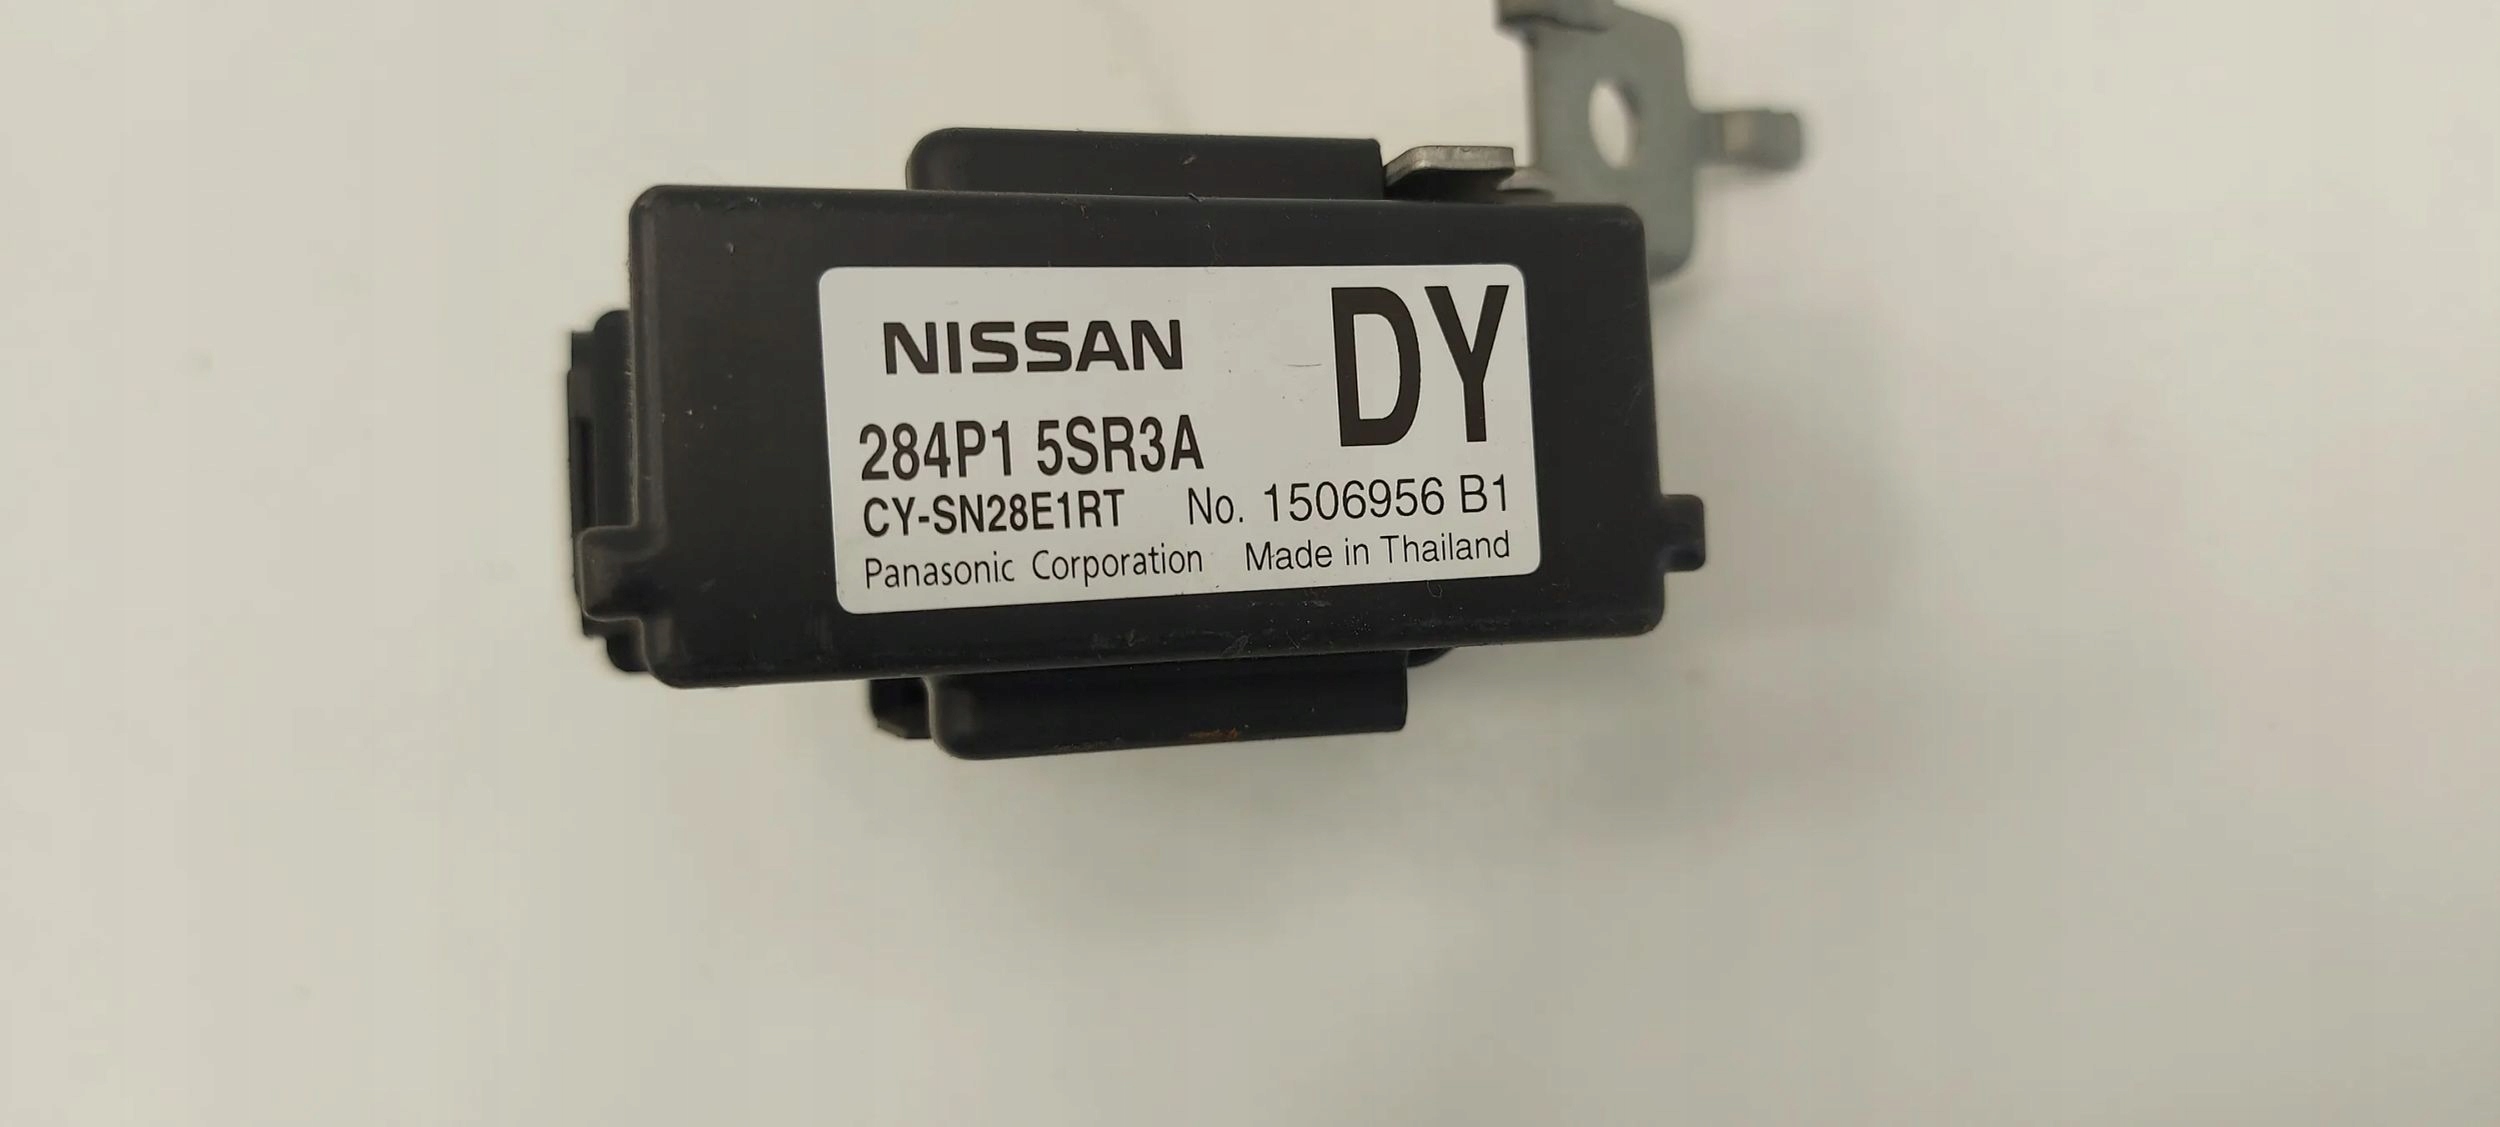 NISSAN
DY
284P1 5SR3A
CY-SN28E1RT No. 1506956 B1
Panasonic Corporation Made in Thailand